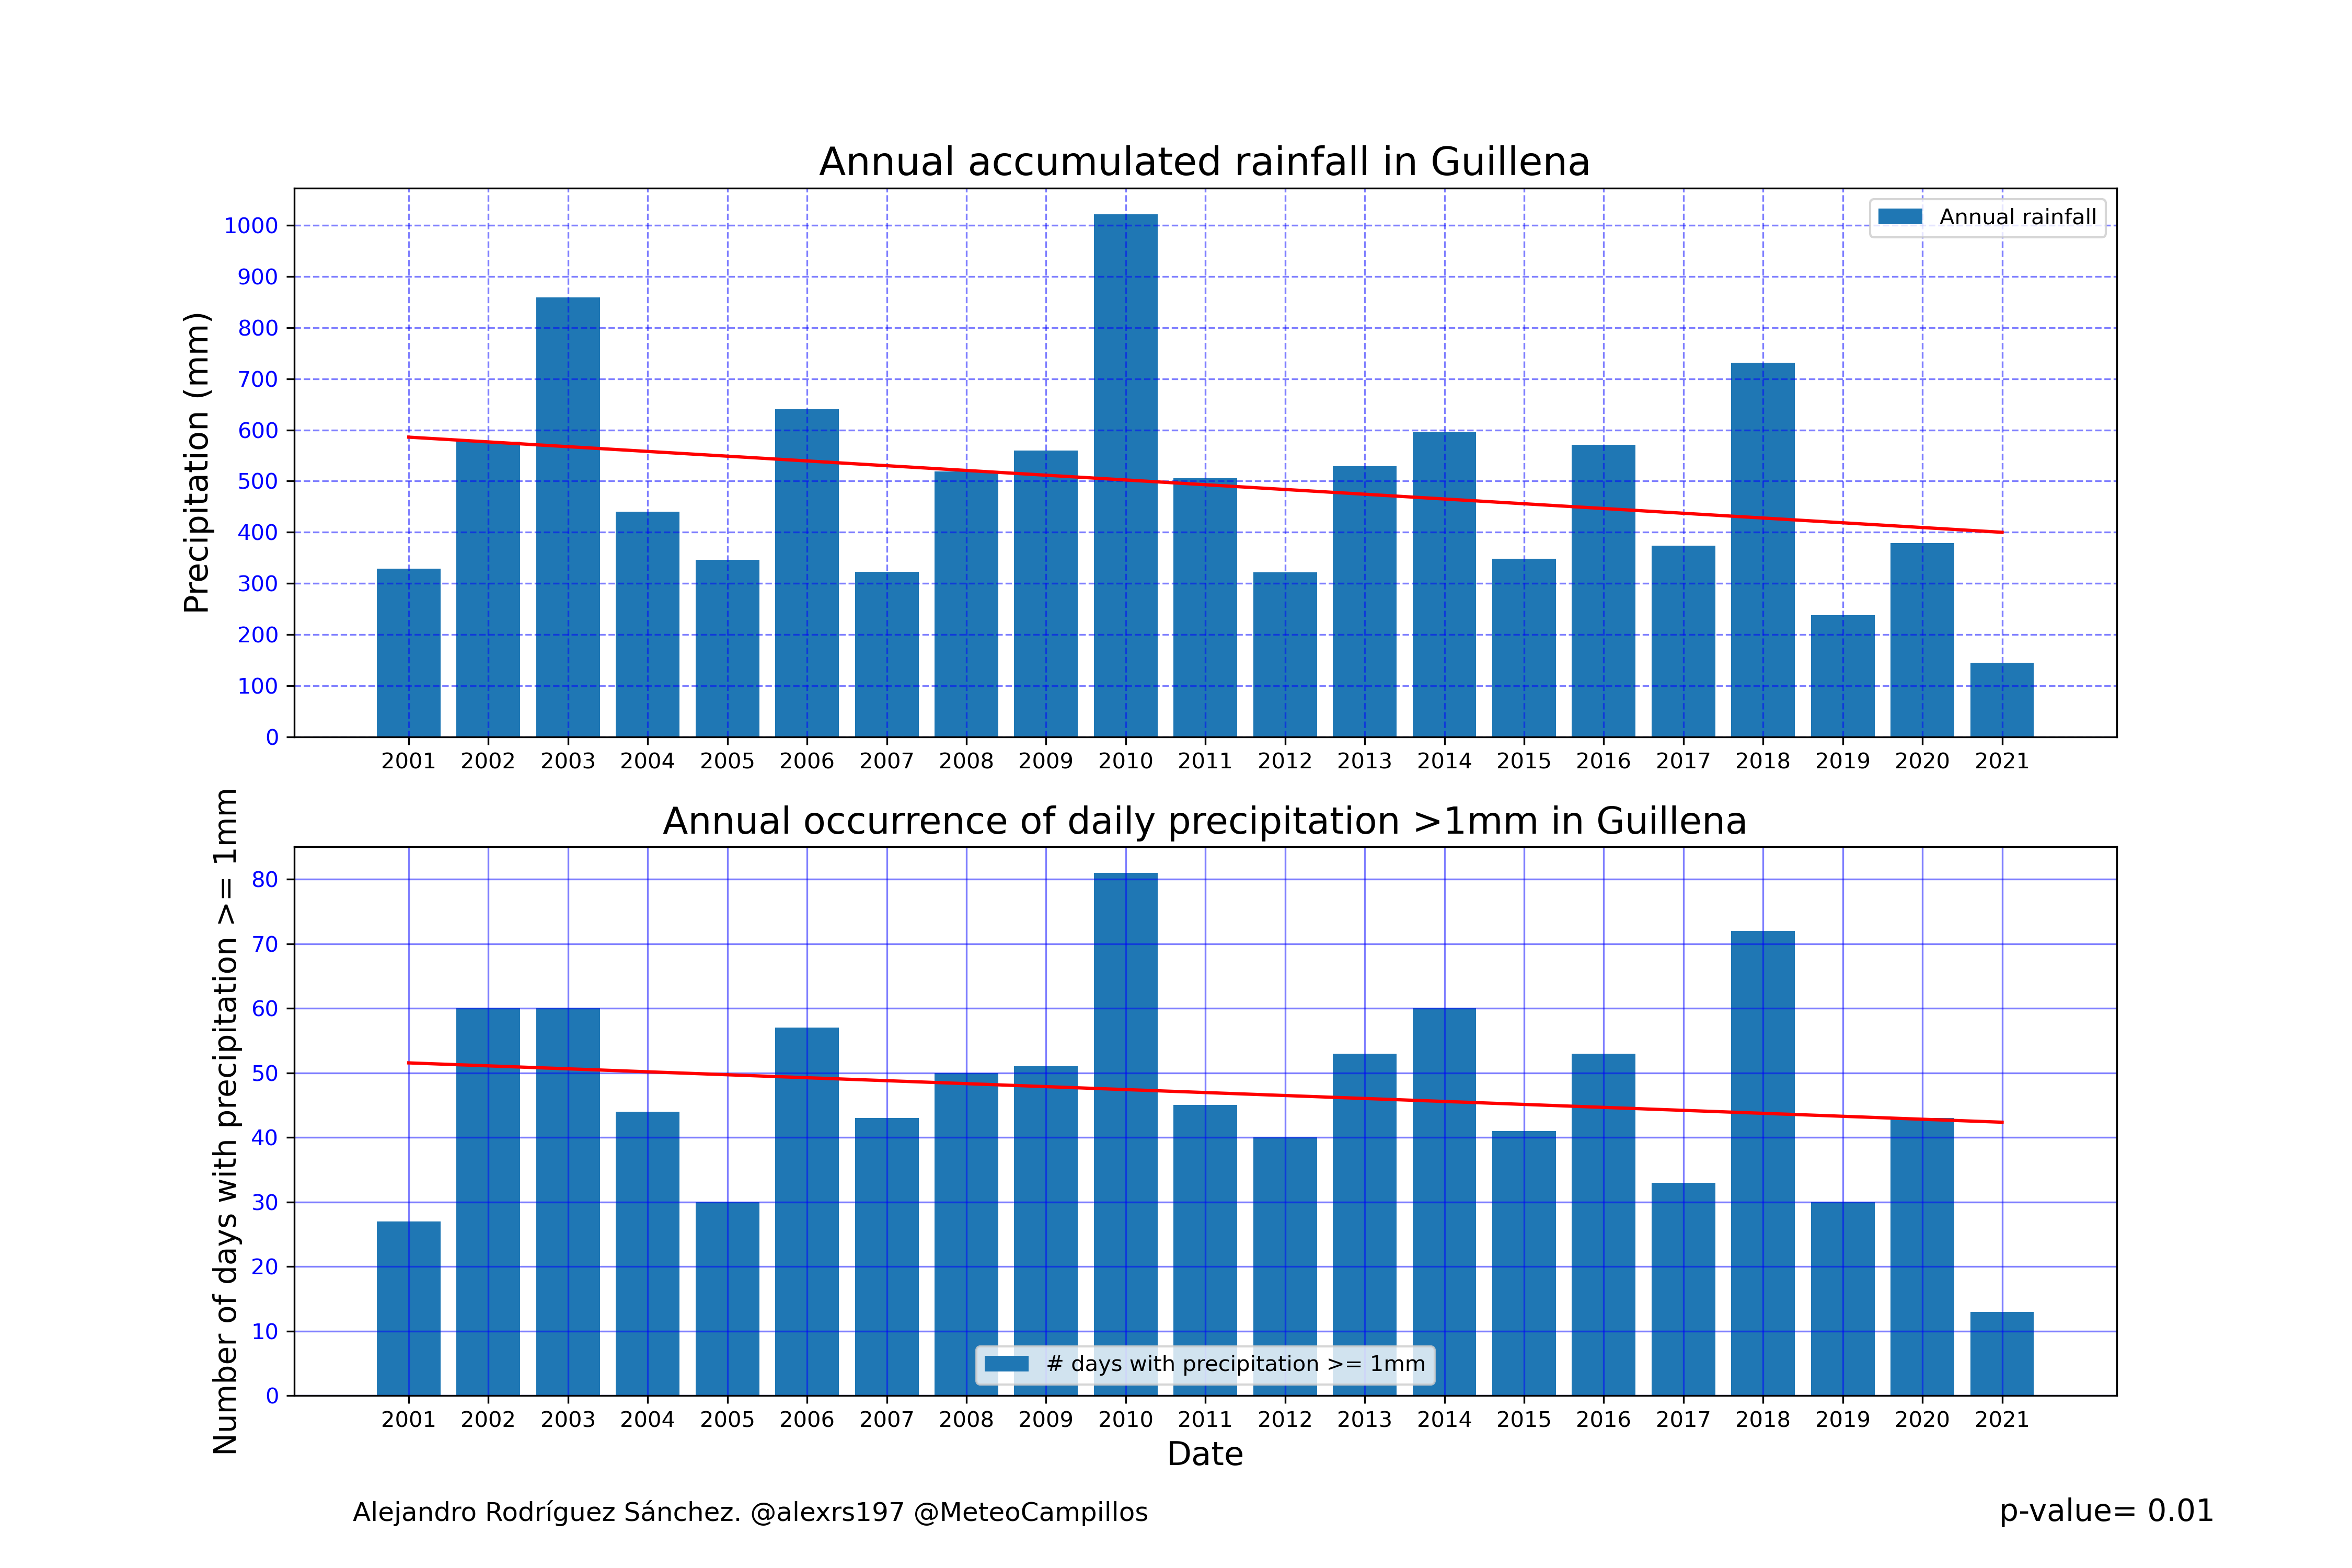 Annual accumulated rainfall in Guillena
Precipitation (mm)
1000
900
800
700
600
500
400
300
200
100
0
Annual rainfall
2001 2002 2003 2004 2005 2006 2007 2008 2009 2010 2011 2012 2013 2014 2015 2016 2017 2018 2019 2020 2021
Annual occurrence of daily precipitation >1mm in Guillena
Number of days with precipitation >= 1mm
80
70
60
50
40
30
20
10
0
# days with precipitation >= 1mm
2001 2002 2003 2004 2005 2006 2007 2008 2009 2010 2011 2012 2013 2014 2015 2016 2017 2018 2019 2020 2021
Date
Alejandro Rodríguez Sánchez. @alexrs197 @MeteoCampillos
p-value= 0.01